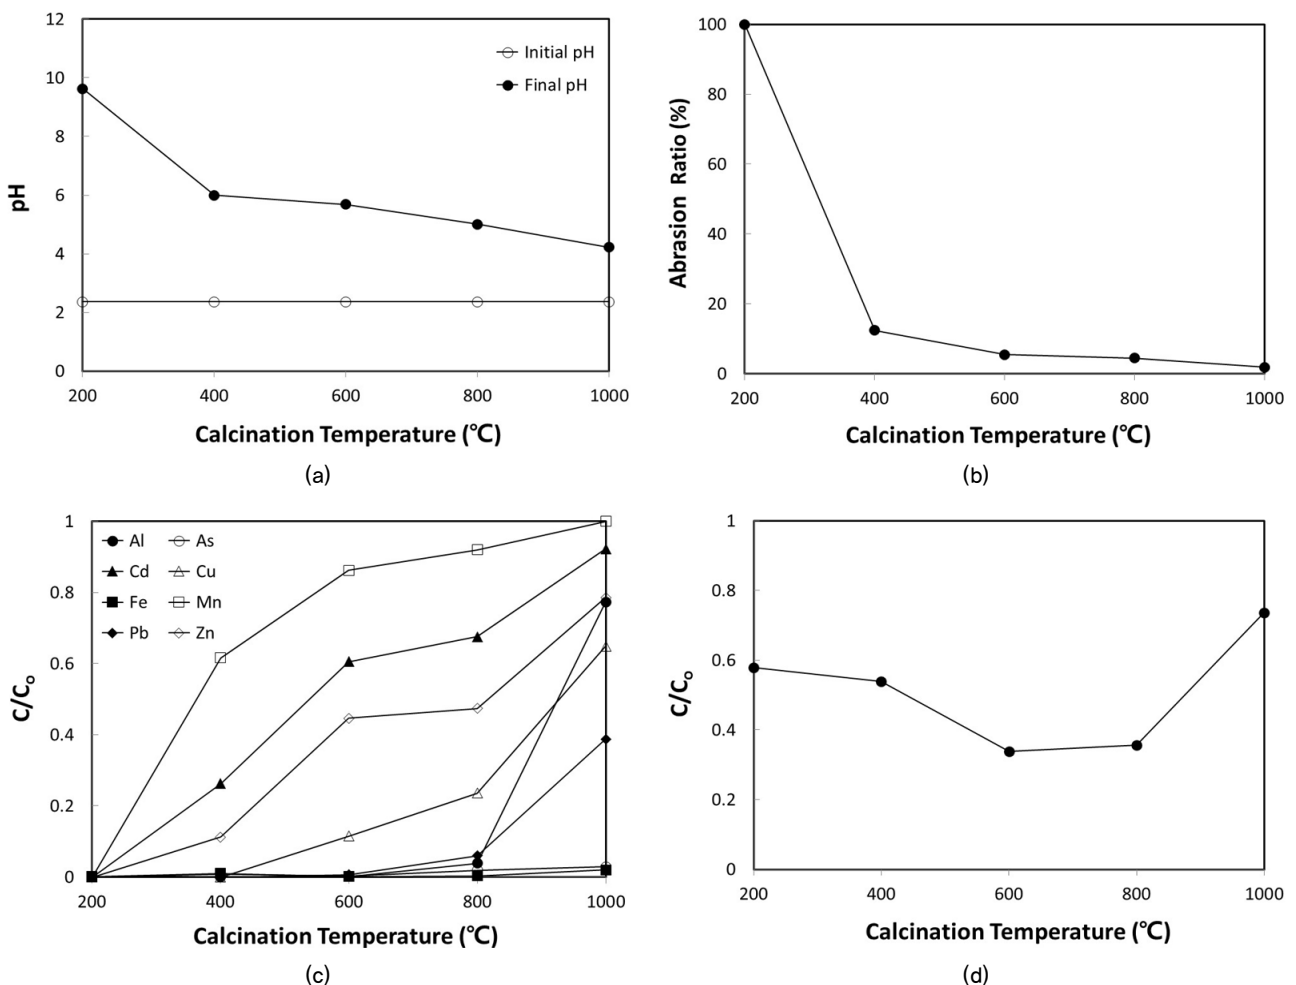 12
10
8
6
4
2
0
pH
Initial pH
Final pH
200 400 600 800 1000
Calcination Temperature (℃)
(a)
100
80
60
40
20
0
Abrasion Ratio (%)
200 400 600 800 1000
Calcination Temperature (℃)
(b)
1
0.8
0.6
0.4
0.2
0
C/Co
Al As
Cd Cu
Fe Mn
Pb Zn
200 400 600 800 1000
Calcination Temperature (℃)
(c)
1
0.8
0.6
0.4
0.2
0
C/Co
200 400 600 800 1000
Calcination Temperature (℃)
(d)